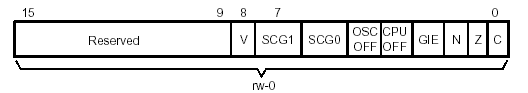 15 9 8 7 0
Reserved V SCG1 SCG0 OSC OFF CPU OFF GIE N Z C
rw-0